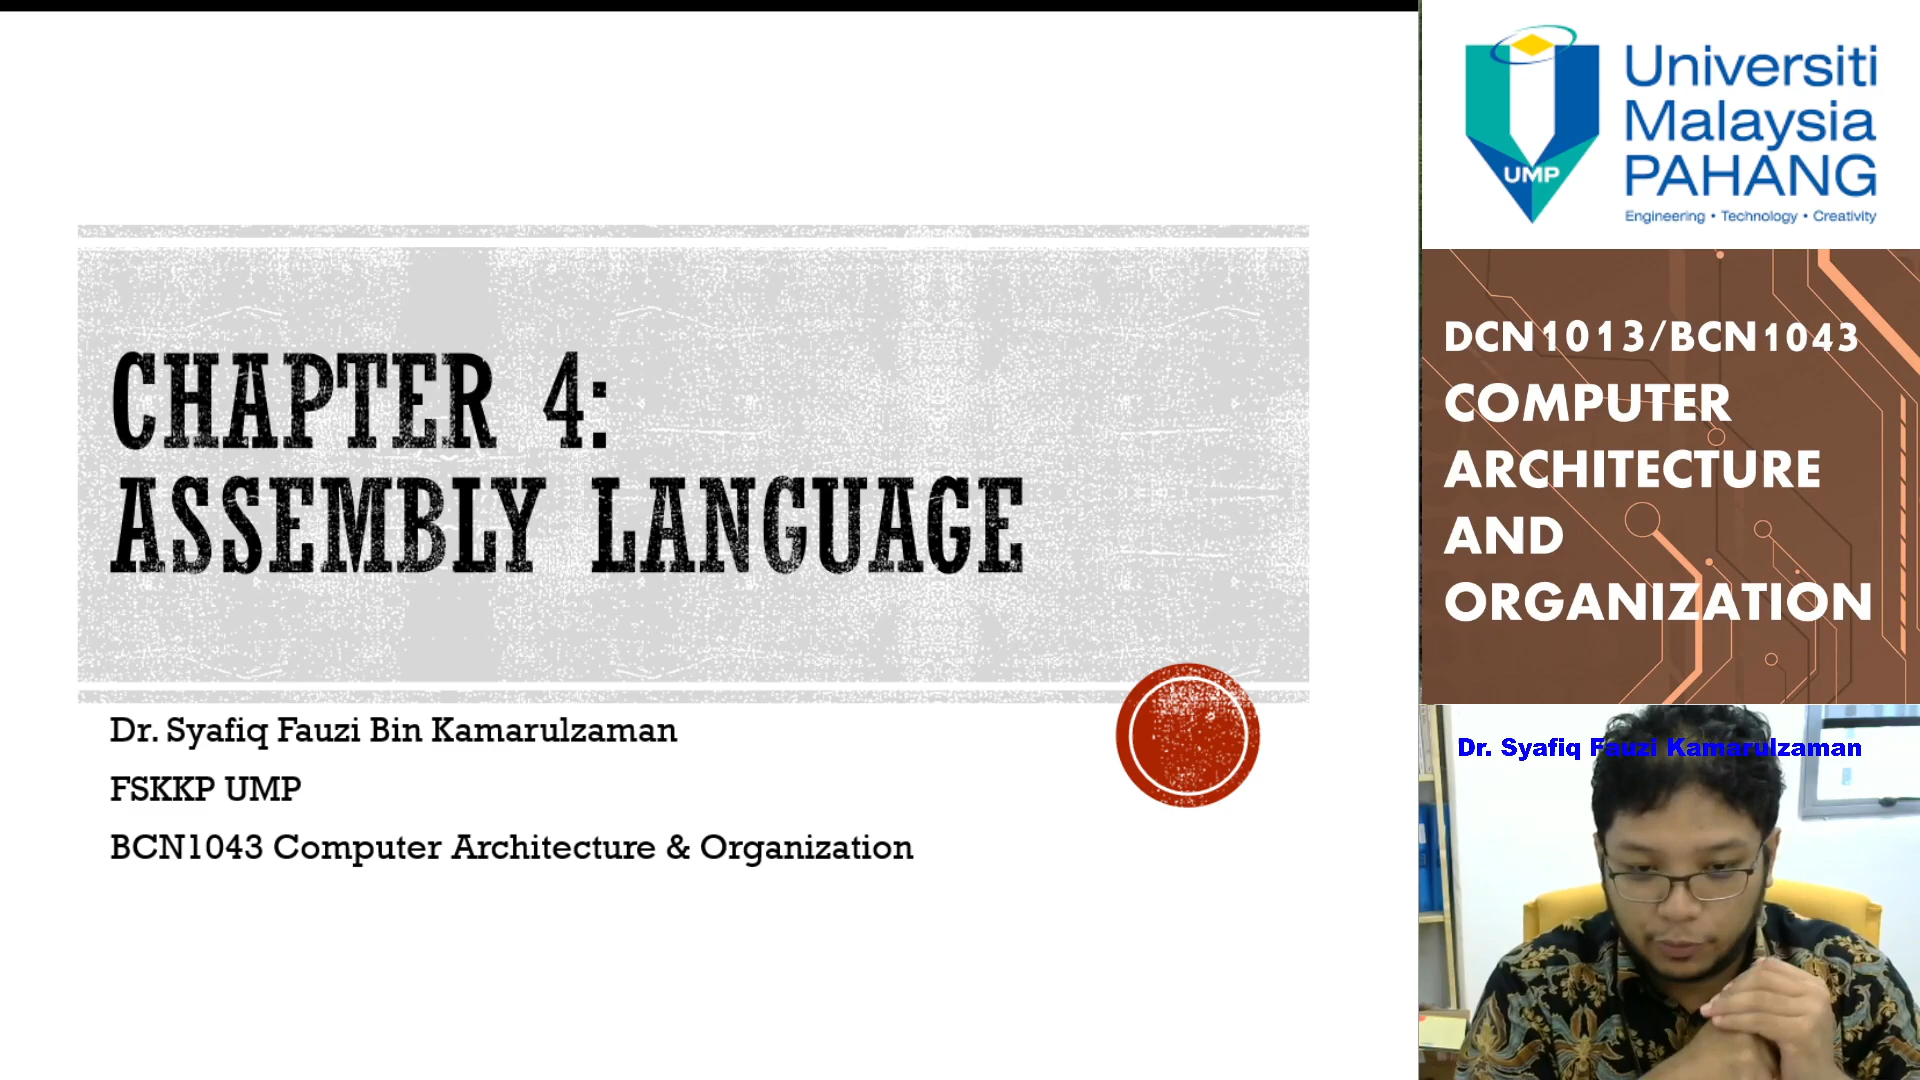 CHAPTER 4:
ASSEMBLY LANGUAGE
Dr. Syafiq Fauzi Bin Kamarulzaman
FSKKP UMP
BCN1043 Computer Architecture & Organization
UMP
Universiti
Malaysia
PAHANG
Engineering • Technology • Creativity
DCN1013/BCN1043
COMPUTER
ARCHITECTURE
AND
ORGANIZATION
Dr. Syafiq Fauzi Kamarulzaman